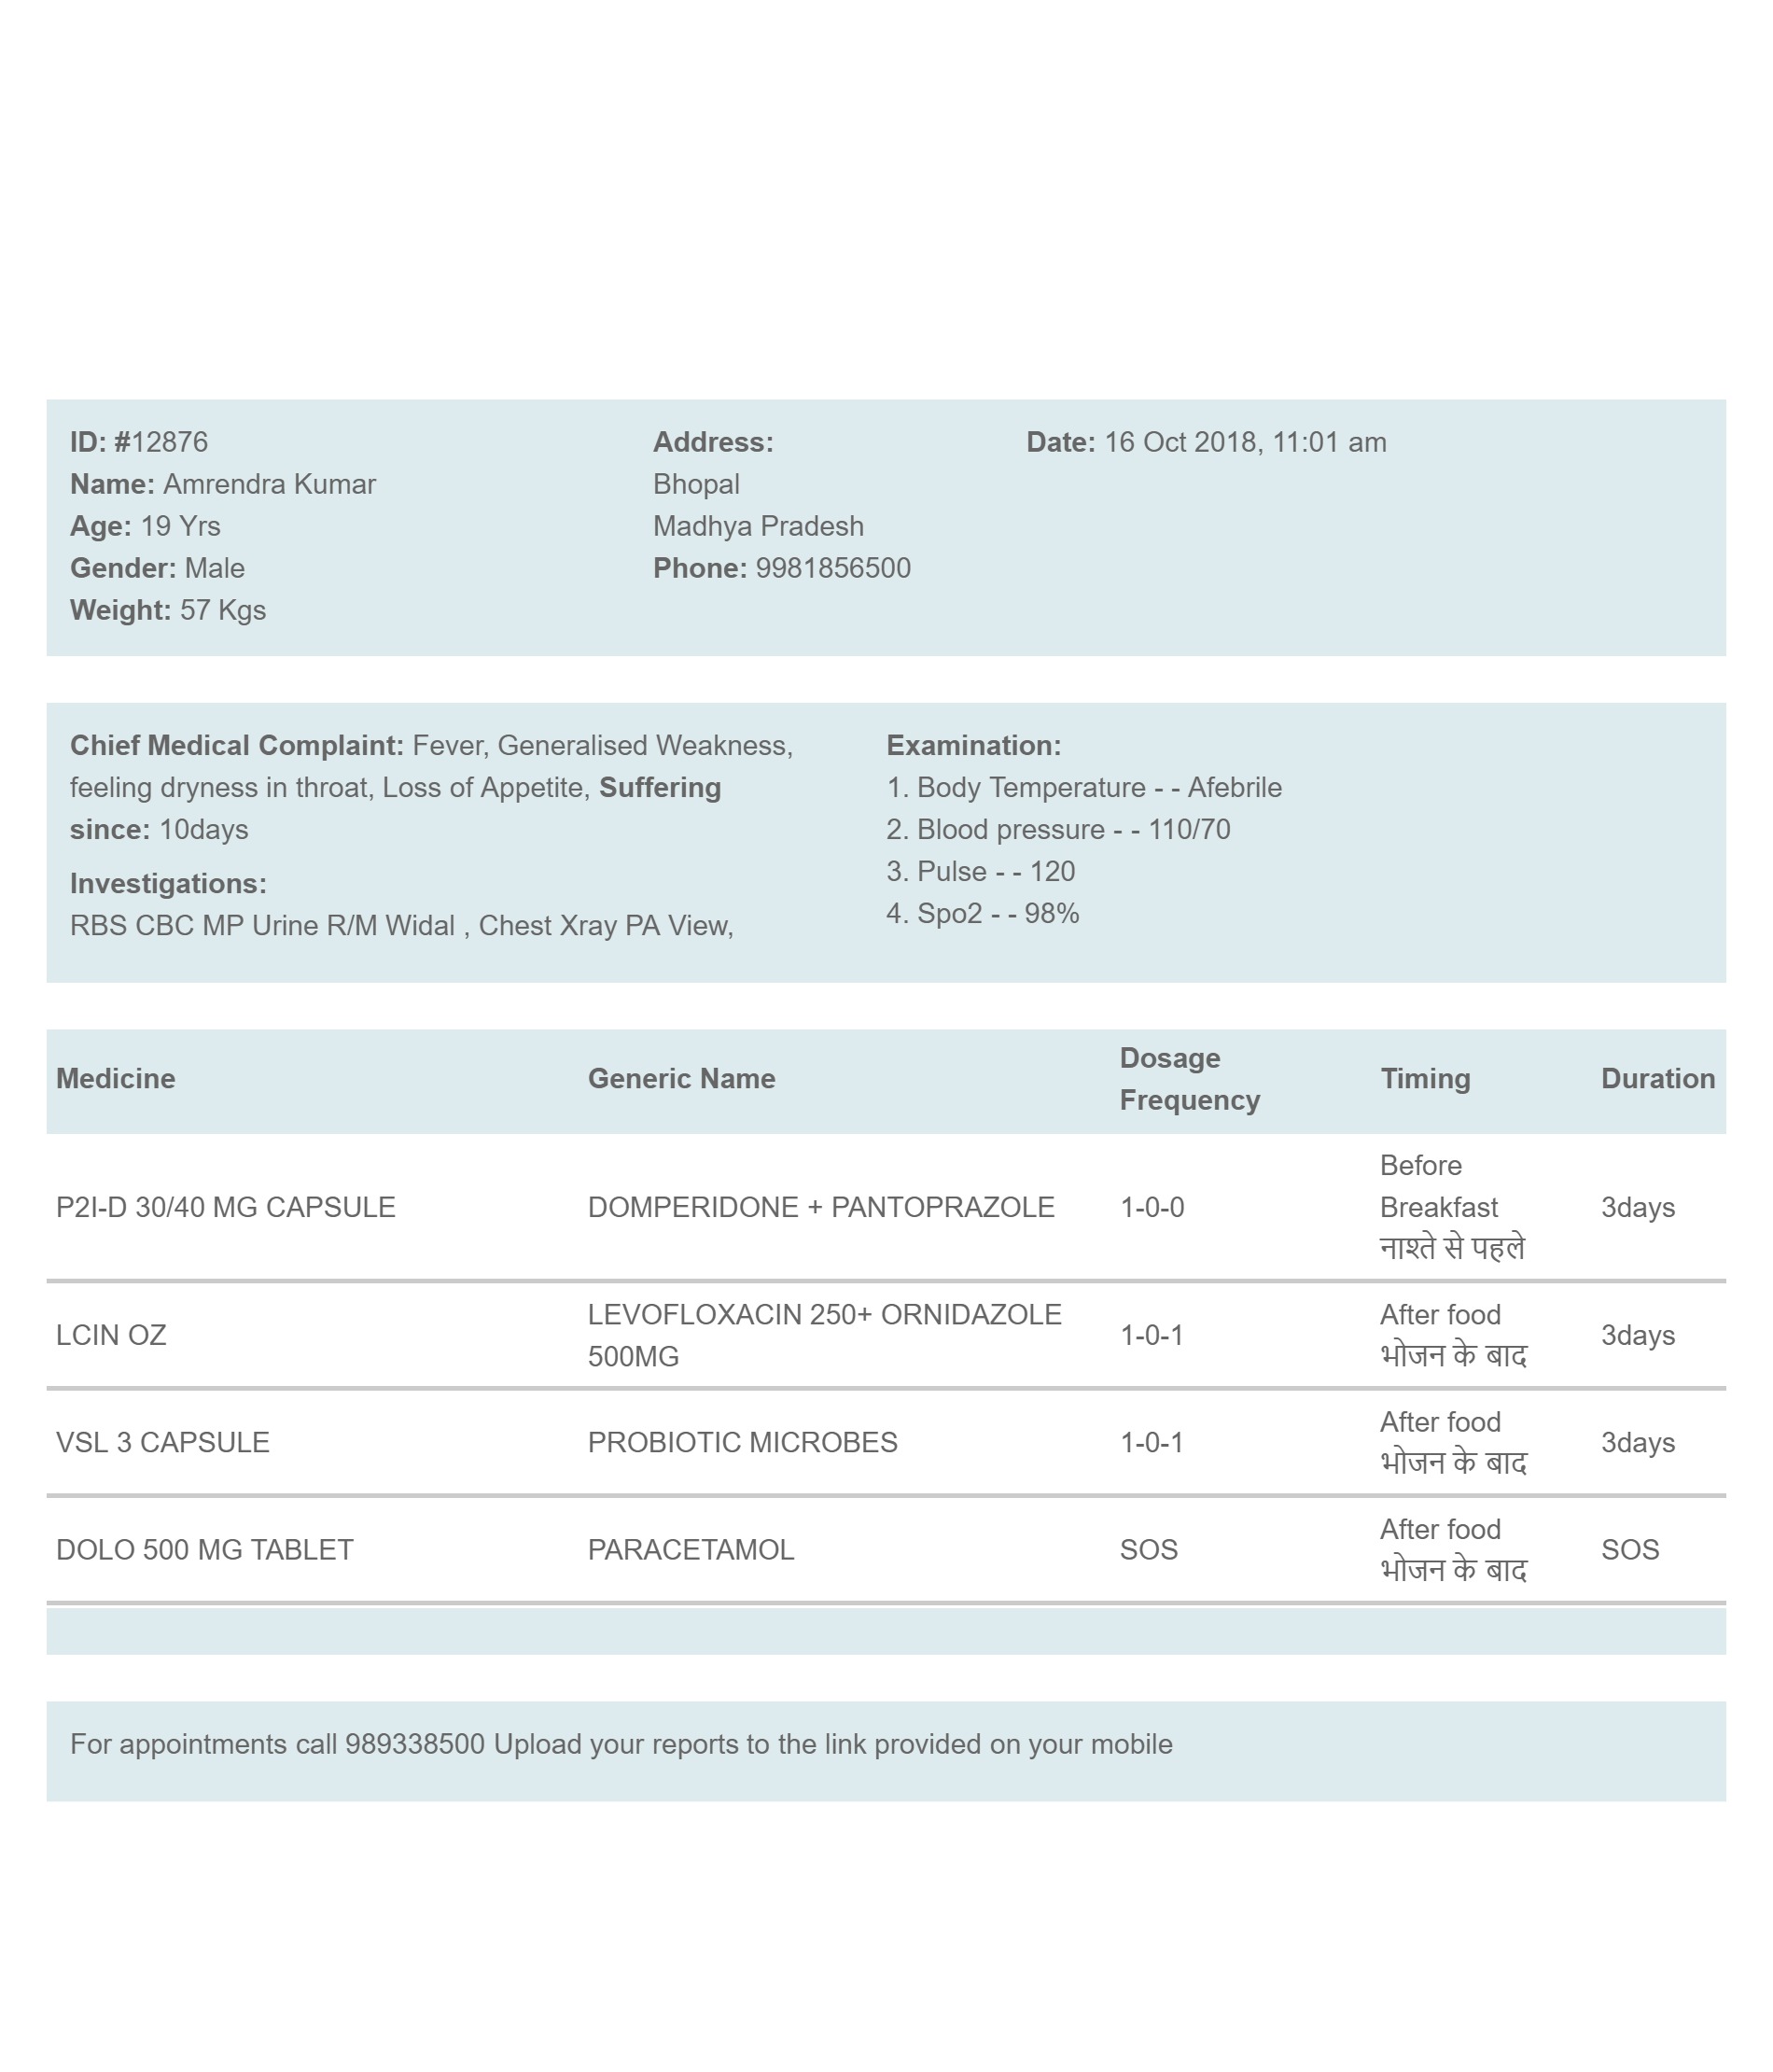 ID: #12876
Name: Amrendra Kumar
Age: 19 Yrs
Gender: Male
Weight: 57 Kgs
Address:
Bhopal
Madhya Pradesh
Phone: 9981856500
Date: 16 Oct 2018, 11:01 am
Chief Medical Complaint: Fever, Generalised Weakness,
feeling dryness in throat, Loss of Appetite, Suffering
since: 10days
Investigations:
RBS CBC MP Urine R/M Widal , Chest Xray PA View,
Examination:
1. Body Temperature - - Afebrile
2. Blood pressure - - 110/70
3. Pulse - - 120
4. Spo2 - - 98%
Medicine
Generic Name
Dosage
Frequency
Timing
Duration
P2I-D 30/40 MG CAPSULE
DOMPERIDONE + PANTOPRAZOLE
1-0-0
Before
Breakfast
नाश्ते से पहले
3days
LCIN OZ
LEVOFLOXACIN 250+ ORNIDAZOLE
500MG
1-0-1
After food
भोजन के बाद
3days
VSL 3 CAPSULE
PROBIOTIC MICROBES
1-0-1
After food
भोजन के बाद
3days
DOLO 500 MG TABLET
PARACETAMOL
SOS
After food
भोजन के बाद
SOS
For appointments call 989338500 Upload your reports to the link provided on your mobile